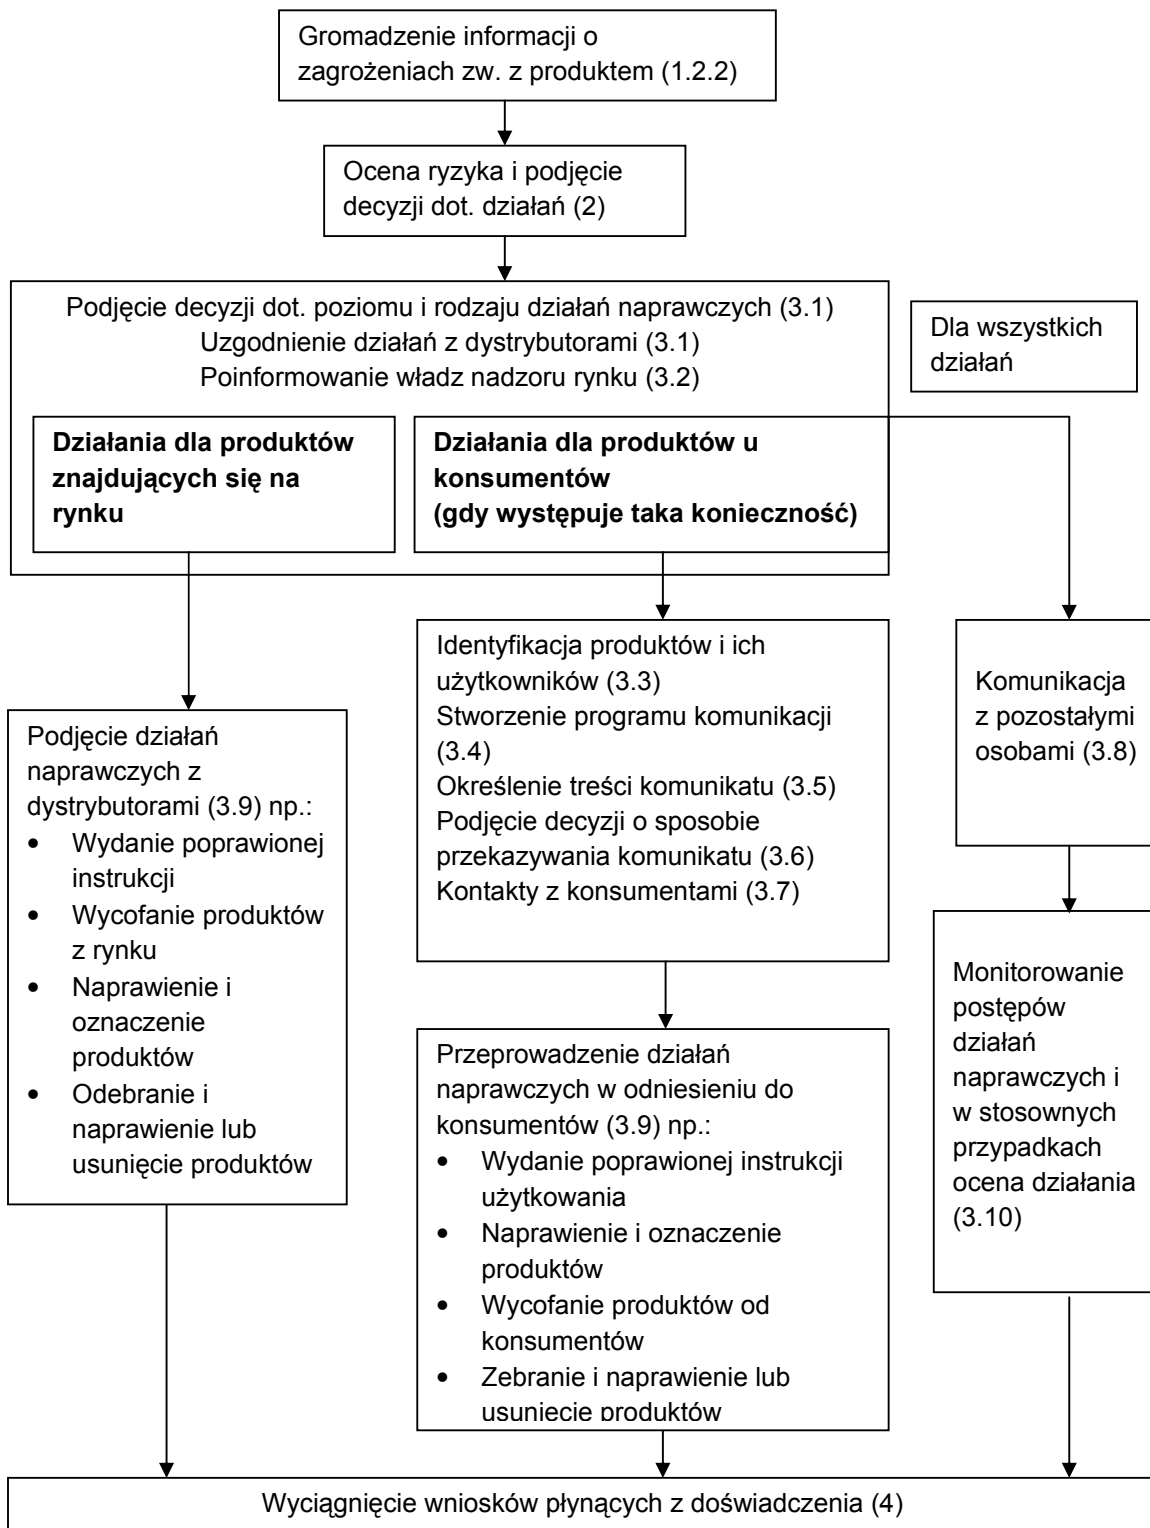 Gromadzenie informacji o
zagrożeniach zw. z produktem (1.2.2)
Ocena ryzyka i podjęcie
decyzji dot. działań (2)
Podjęcie decyzji dot. poziomu i rodzaju działań naprawczych (3.1)
Uzgodnienie działań z dystrybutorami (3.1)
Poinformowanie władz nadzoru rynku (3.2)
Dla wszystkich
działań
Działania dla produktów
znajdujących się na
rynku
Działania dla produktów u
konsumentów
(gdy występuje taka konieczność)
Podjęcie działań
naprawczych z
dystrybutorami (3.9) np.:
• Wydanie poprawionej
instrukcji
• Wycofanie produktów
z rynku
• Naprawienie i
oznaczenie
produktów
• Odebranie i
naprawienie lub
usunięcie produktów
Identyfikacja produktów i ich
użytkowników (3.3)
Stworzenie programu komunikacji
(3.4)
Określenie treści komunikatu (3.5)
Podjęcie decyzji o sposobie
przekazywania komunikatu (3.6)
Kontakty z konsumentami (3.7)
Przeprowadzenie działań
naprawczych w odniesieniu do
konsumentów (3.9) np.:
• Wydanie poprawionej instrukcji
użytkowania
• Naprawienie i oznaczenie
produktów
• Wycofanie produktów od
konsumentów
• Zebranie i naprawienie lub
usunięcie produktów
Komunikacja
z pozostałymi
osobami (3.8)
Monitorowanie
postępów
działań
naprawczych i
w stosownych
przypadkach
ocena działania
(3.10)
Wyciągnięcie wniosków płynących z doświadczenia (4)